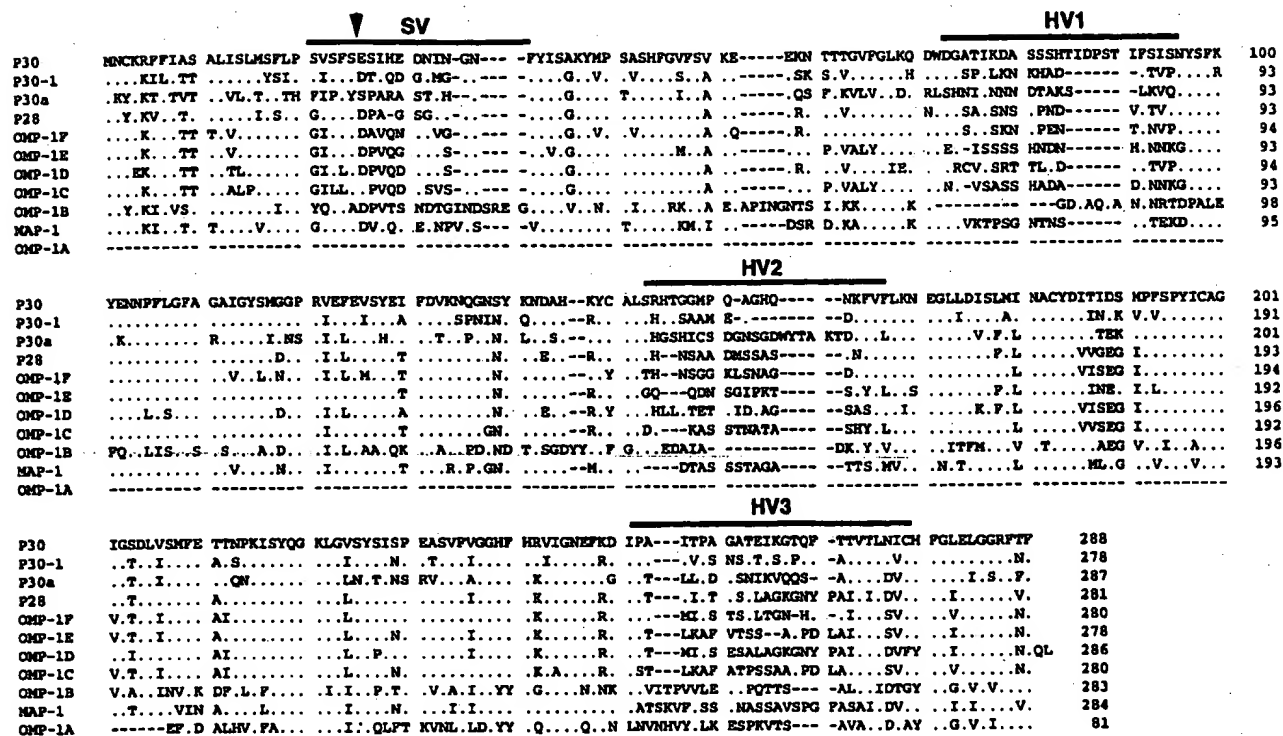 SV HV1
P30 MNCKRFFIAS ALISLMSFLP SVSFSESIHE DNIN-GN--- -FYISAKYMP SASHFGVFSV KE-----EKN TTTGVFGLKQ DWDGATIKDA SSSHTIDPST IFSISNYSFK 100
P30-1 ....KIL.TT .....YSI. .I...DT.QD G.MG------ ....G..V. .V...S..A ......SK S.V.....H ....SP.LKN KHAD------ -.TVP....R 93
P30a .KY.KT.TVT ..VL.T..TH FIP.YSPARA ST.H------ ....G.... T....I..A ......QS F.KVLV..D. RLSHNI.NNN DTAKS----- -LKVQ..... 93
P28 ..Y.KV..T. .....I.S. G....DPA-G SG.------- ....G.... .......A ......R. ..V....... N...SA.SNS .PND------ V.TV...... 93
OMP-1F ....K...TT T.V....... GI...DAVQN ..VG------ ....G..V. .V......A .Q.....R. ..V....... ....S..SKN .PEN------ T.NVP..... 94
OMP-1E ....K...TT ..V....... GI...DPVQG ..S------- ..V.G.... ....M..A ........ P.VALY.... .E.-ISSSS HNDN------ H.NNKG.... 93
OMP-1D ...EK...TT ..TL...... GI.L.DPVQD ..IS------ ....G.... .......A ......R. ..V....IE. ..RCV.SRT TL.D------ ..TVP..... 94
OMP-1C ....K...TT ..ALP..... GILL..PVQD .SVS------ ....G.... .......A ........ P.VALY.... .N.-VSASS HADA------ D.NNKG.... 93
OMP-1B ..Y.KI.VS. .......I. YQ..ADPVTS NDTGINDSRE G....V..N. .I...RK..A E.APINGNTS I.KK.....K .--------- ---GD.AQ.A N.NRTDPALE 98
MAP-1 ....KI..T. T.V....... G....DV.Q. .E.NPV.S-- -V....... T....KM.I ......DSR D.KA....K ....VKTPSG NTNS------ ..TEKD.... 95
OMP-1A ---------- ---------- ---------- ---------- ---------- ---------- ---------- ---------- ---------- ---------- ----------
HV2
P30 YENNPFLGFA GAIGYSMGGP RVEFEVSYEI FDVKNQGNSY KNDAH--KYC ALSRHTGGMP Q-AGHQ---- ---NKFVFLKN EGLLDISLMI NACYDITIDS MPFSPYICAG 201
P30-1 .......... .......... .I...I...A ...SPNIN. Q....--R.. ...H..SAAM E-.------- --D....... ...I....A. .....IN.K V.V....... 191
P30a .K........ R.....I.NS .I.L...H.. .T..P..N. L..S.--... ...HGSHICS DGNSGDWYTA KTD...L... ....V.F.L ......TEK .......... 201
P28 .......... ......D.. .I.L.....T .......N. ..E..--R.. ...H--NSAA DMSSAS---- ---.N..... ......F.L ....VVGEG I......... 193
OMP-1F .......... ..V..L.N.. .I.L.M...T .......N. .....--..Y ..TH--NSGG KLSNAG---- --D....... ........L ....VISEG I......... 194
OMP-1E .......... .......... .........T .......N. .....--R.. ..GQ---QDN SGIPKT---- --S.Y.L..S ......F.L ....INE. I.L....... 192
OMP-1D ...L.S.... ......D.. .I.L.....A .......N. ..E..--R.Y ..HLL.TET .ID.AG---- --SAS...I. ....K.F.L ....VISEG I......... 196
OMP-1C .......... .......... .I.......T ......GN. .....--R.. ..D.---KAS STNATA---- --SHY.L... ........L ....VVSEG I......... 192
OMP-1B FQ..LIS..S .S...A..D. .I.L.AA.QK ..A..PD.ND T.SGDYY..F G...EDAIA- ---------- --DK.Y.V.. ..ITFM...V .T....AEG V...I..A. 196
MAP-1 .......... ..V...N.. .I.......T ..R.P.GN. .....--M.. ....DTAS SSTAGA---- --TTS.MV.. N.T.....L ....ML.G .V...V.... 193
OMP-1A ---------- ---------- ---------- ---------- ---------- ---------- ---------- ---------- ---------- ---------- ----------
HV3
P30 IGSDLVSMFE TTNPKISYQG KLGVSYSISP EASVFVGGHF HRVIGNEFKD IPA---ITPA GATEIKGTQF -TTVTLNICH FGLELGGRFTF 288
P30-1 ..T..I.... A.S....... .....N. .T...I.... ...I....R. ...---.V.S NS.T.S.P.. -.A....V.. .......N. 278
P30a ..T..I.... ..QN...... ..LN.T.NS RV...A.... .K.......G .T.---LL.D .SNIKVQQS- -A....DV.. ....I.S..F. 287
P28 ..T....... A......... ..L....... .....I.... .K.....R. ..T---.I.T .S.LAGKGNY PAI.I.DV.. ......V.. 281
OMP-1F V.T..I.... AI........ ..L....... .......... .K.....R. ...---MI.S TS.LTGN-H. -.I...SV.. ..I....N. 280
OMP-1E V.T..I.... AI........ ..L...N. .....I.... .K.....R. .T.---LKAF VTSS--A.PD LAI...SV.. ..I....N. 278
OMP-1D ..I....... AI........ ..L..P.... .....I.... .......R. ...---MI.S ESALAGKGNY PAI...DVFY ..I....N.QL 286
OMP-1C V.T..I.... AI........ ..I...N. .....I.... .K.A...R. ST.---LKAF ATPSSAA.PD LA....SV.. ..V....N. 280
OMP-1B V.A..INV.K DF.L.F.... ..I.I..P.T. .V.A.I..YY .G....N.NK ..VITPVVLE ..PQTTS--- -.AL..IDTGY .G.V.V.... 283
MAP-1 ..T...VIN A...L..... ..I...N. .....I.I.. .......... .ATSKVF.SS .NASSAVSPG PASAI.DV.. ..I....V.. 284
OMP-1A ------EF.D ALHV.FA... ..I..QLFT KVNL.LD.YY .Q...Q..N LNVNHVY.LK ESPKVTS--- -AVA..D.AY ..G.V.I.... 81